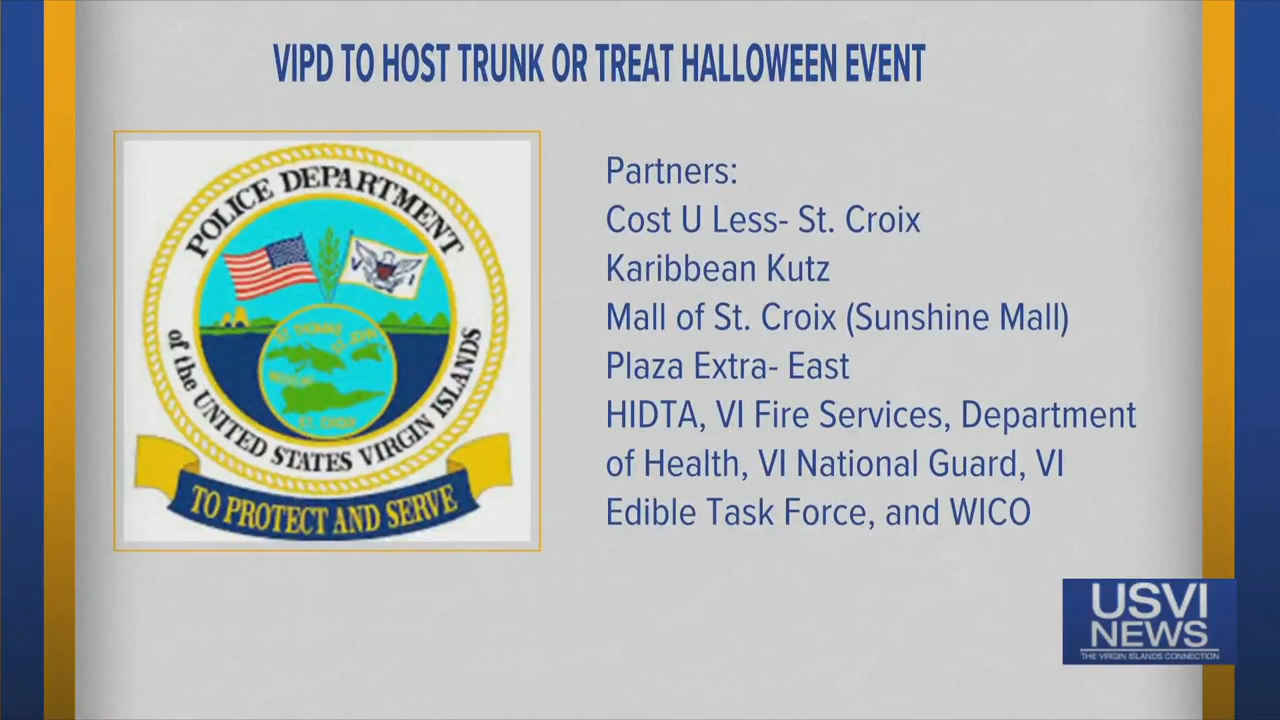 VIPD TO HOST TRUNK OR TREAT HALLOWEEN EVENT
POLICE DEPARTMENT
of the UNITED STATES VIRGIN ISLANDS
ST. THOMAS
TO PROTECT AND SERVE
Partners:
Cost U Less- St. Croix
Karibbean Kutz
Mall of St. Croix (Sunshine Mall)
Plaza Extra- East
HIDTA, VI Fire Services, Department
of Health, VI National Guard, VI
Edible Task Force, and WICO
USVI
NEWS
THE VIRGIN ISLANDS CONNECTION